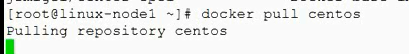 [root@linux-node1 ~]# docker pull centos
Pulling repository centos